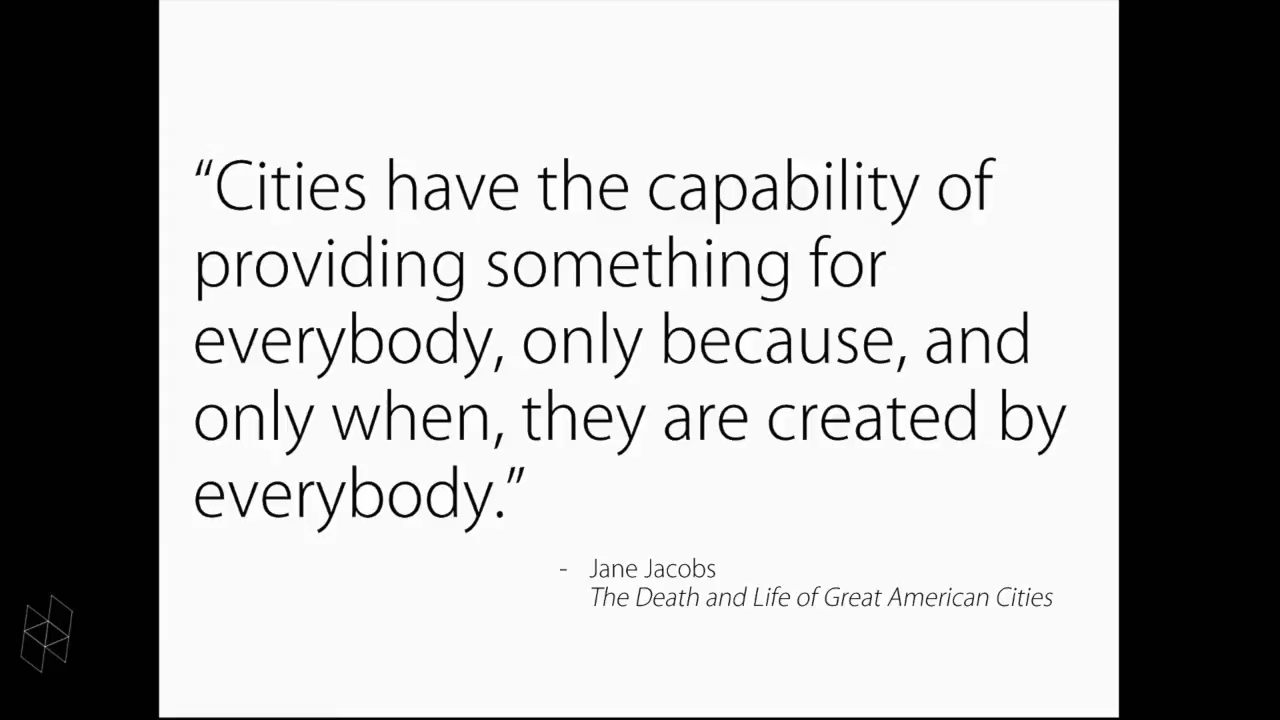 “Cities have the capability of
providing something for
everybody, only because, and
only when, they are created by
everybody.”
- Jane Jacobs
The Death and Life of Great American Cities